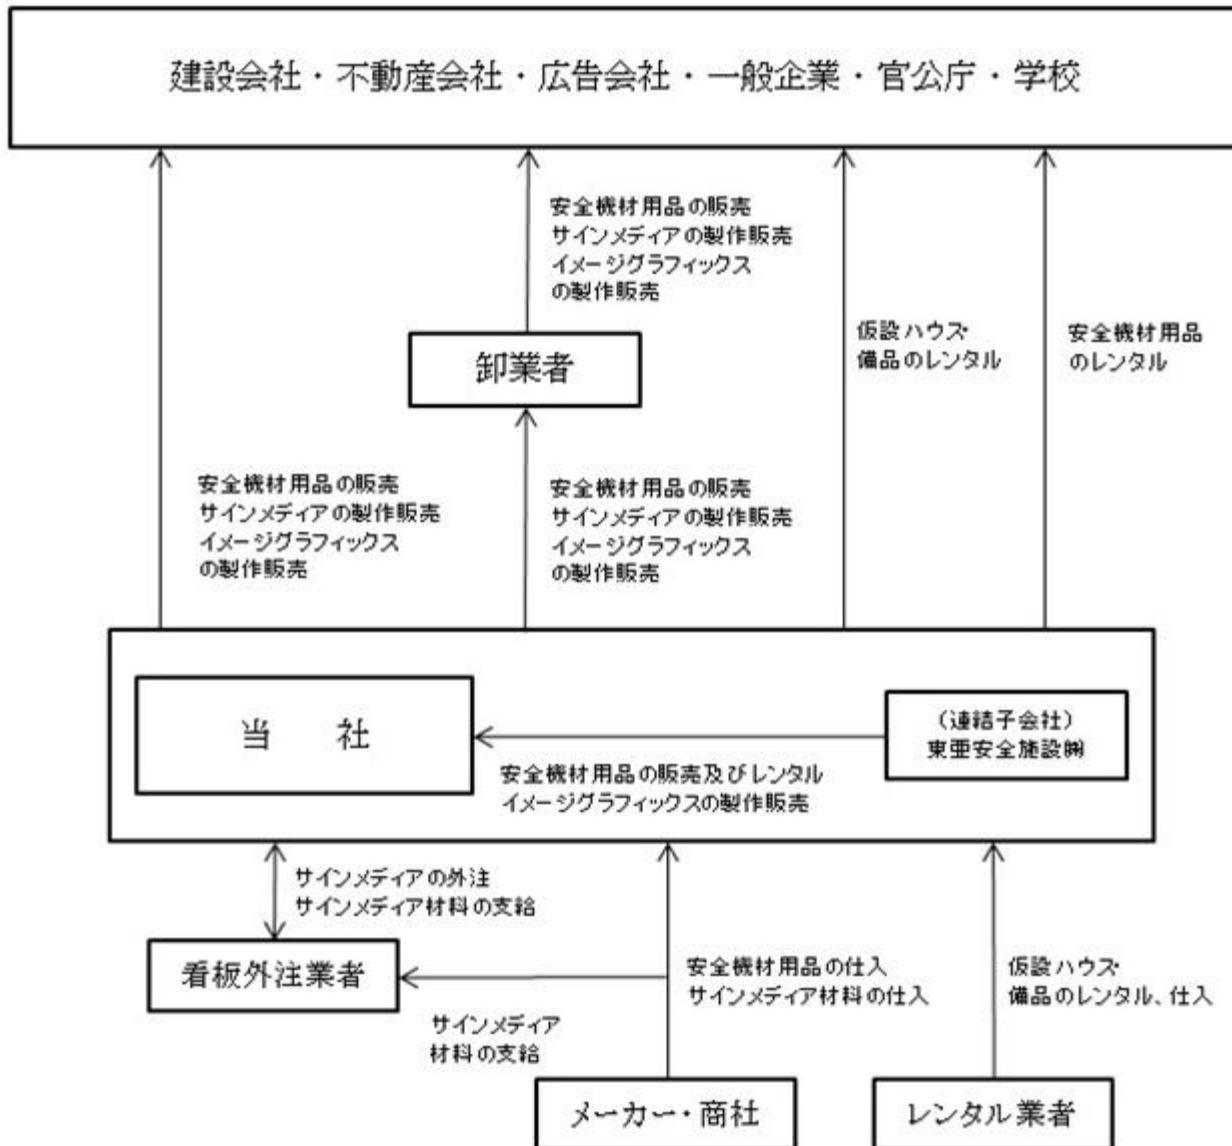 建設会社・不動産会社・広告会社・一般企業・官公庁・学校
安全機材用品の販売
サインメディアの製作販売
イメージグラフィックス
の製作販売
仮設ハウス・
備品のレンタル
安全機材用品
のレンタル
卸業者
安全機材用品の販売
サインメディアの製作販売
イメージグラフィックス
の製作販売
安全機材用品の販売
サインメディアの製作販売
イメージグラフィックス
の製作販売
当　社
（連結子会社）
東亜安全施設㈱
安全機材用品の販売及びレンタル
イメージグラフィックスの製作販売
サインメディアの外注
サインメディア材料の支給
看板外注業者
安全機材用品の仕入
サインメディア材料の仕入
仮設ハウス・
備品のレンタル、仕入
サインメディア
材料の支給
メーカー・商社
レンタル業者